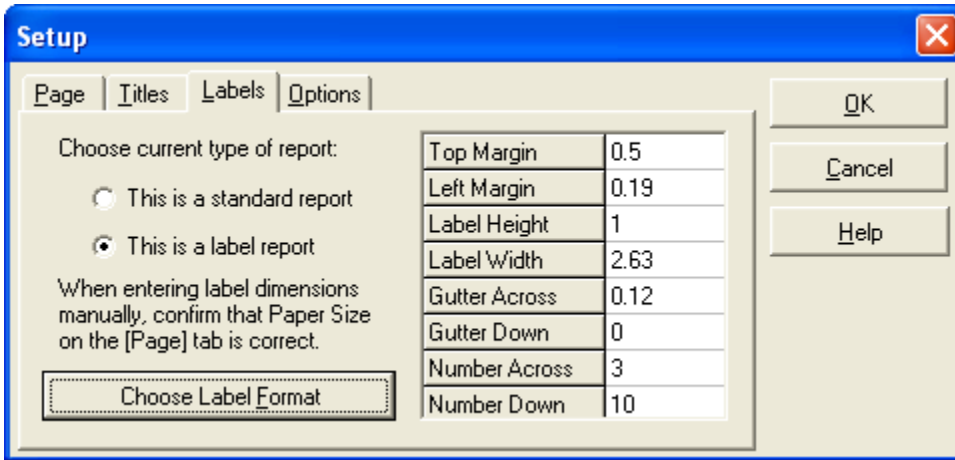 Setup
Page Titles Labels Options
Choose current type of report:
This is a standard report
This is a label report
When entering label dimensions
manually, confirm that Paper Size
on the [Page] tab is correct.
Choose Label Format
Top Margin 0.5
Left Margin 0.19
Label Height 1
Label Width 2.63
Gutter Across 0.12
Gutter Down 0
Number Across 3
Number Down 10
OK
Cancel
Help